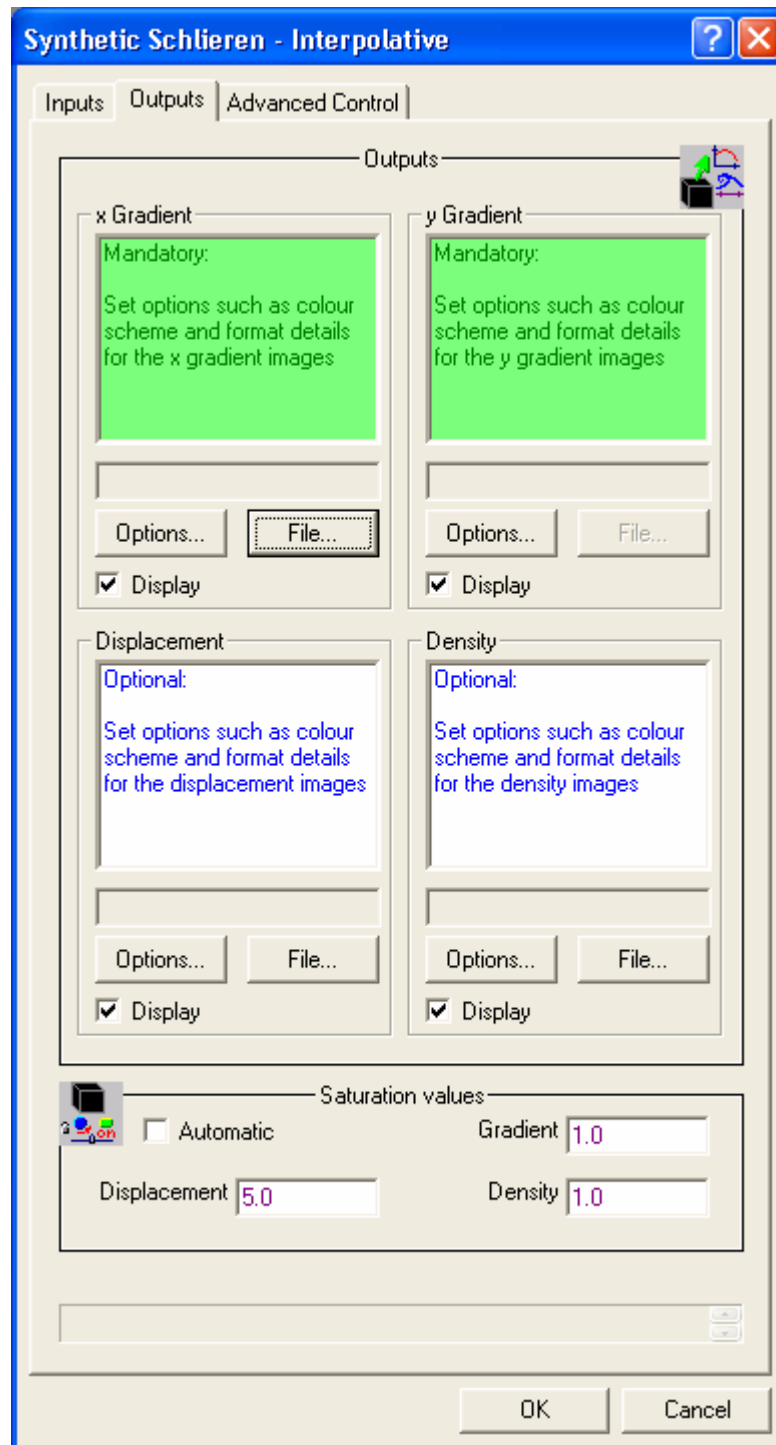 Synthetic Schlieren - Interpolative
Inputs Outputs Advanced Control
Outputs
x Gradient
Mandatory:
Set options such as colour
scheme and format details
for the x gradient images
Options... File...
Display
y Gradient
Mandatory:
Set options such as colour
scheme and format details
for the y gradient images
Options... File...
Display
Displacement
Optional:
Set options such as colour
scheme and format details
for the displacement images
Options... File...
Display
Density
Optional:
Set options such as colour
scheme and format details
for the density images
Options... File...
Display
Saturation values
Automatic
Gradient 1.0
Displacement 5.0
Density 1.0
OK Cancel